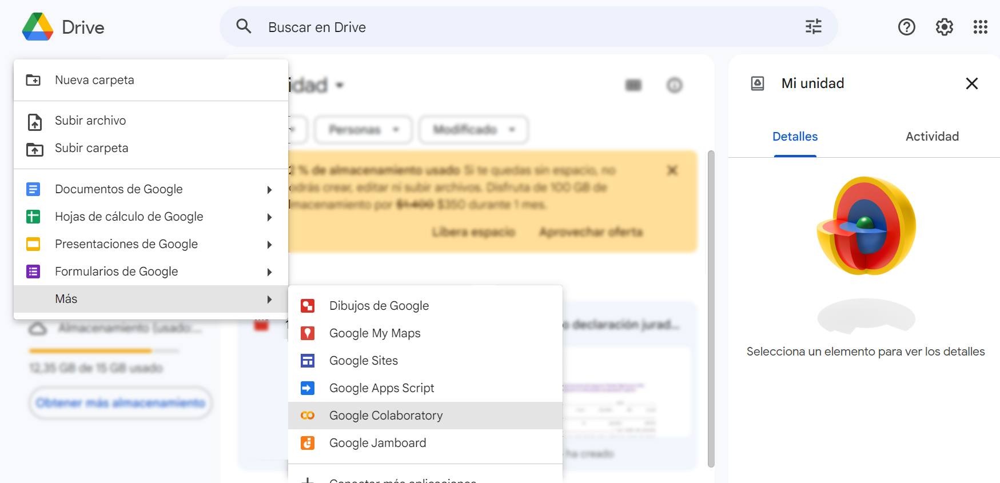 Drive
Buscar en Drive
Nueva carpeta
Subir archivo
Subir carpeta
Documentos de Google
Hojas de cálculo de Google
Presentaciones de Google
Formularios de Google
Más
idad
Personas
Modificado
2 % de almacenamiento usado Si te quedas sin espacio, no
odrás crear, editar ni subir archivos. Disfruta de 100 GB de
lmacenamiento por $1.400 $350 durante 1 mes.
Libera espacio
Aprovechar oferta
Almacenamiento (usado:...
12,35 GB de 15 GB usado
Obtener más almacenamiento
Dibujos de Google
Google My Maps
Google Sites
Google Apps Script
Google Colaboratory
Google Jamboard
Conectar más aplicaciones
o declaración jurad...
ha creado
Mi unidad
Detalles
Actividad
Selecciona un elemento para ver los detalles